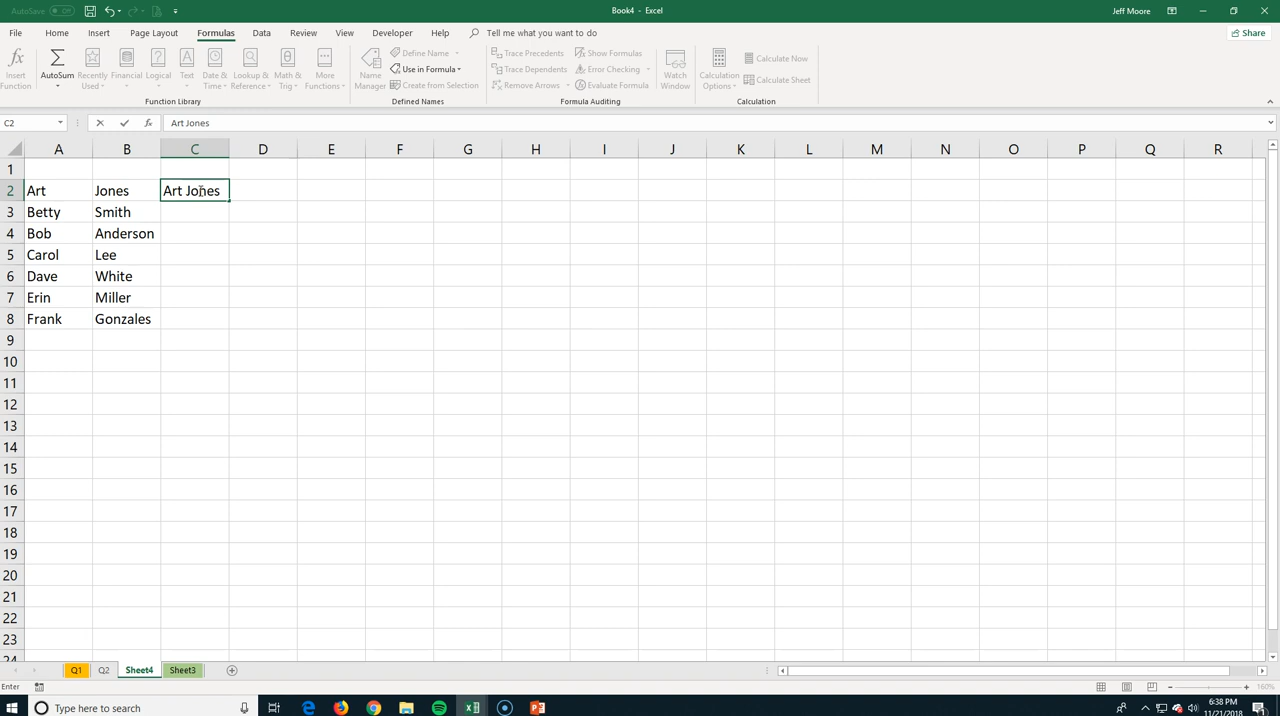 AutoSave Off
Book4 - Excel
Jeff Moore
File Home Insert Page Layout Formulas Data Review View Developer Help Tell me what you want to do
Share
Insert Function
AutoSum
Recently Used
Financial
Logical
Text
Date & Time
Lookup & Reference
Math & Trig
More Functions
Function Library
Name Manager
Define Name
Use in Formula
Create from Selection
Defined Names
Trace Precedents
Trace Dependents
Remove Arrows
Show Formulas
Error Checking
Evaluate Formula
Formula Auditing
Watch Window
Calculation Options
Calculate Now
Calculate Sheet
Calculation
C2 fx Art Jones
A B C D E F G H I J K L M N O P Q R
1
2 Art Jones Art Jones
3 Betty Smith
4 Bob Anderson
5 Carol Lee
6 Dave White
7 Erin Miller
8 Frank Gonzales
9
10
11
12
13
14
15
16
17
18
19
20
21
22
23
24
Q1 Q2 Sheet4 Sheet3
Enter
160%
Type here to search
6:38 PM
11/21/2018